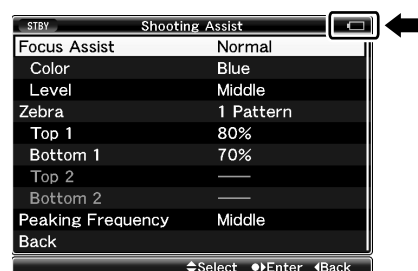 STBY Shooting Assist
Focus Assist Normal
Color Blue
Level Middle
Zebra 1 Pattern
Top 1 80%
Bottom 1 70%
Top 2 ——
Bottom 2 ——
Peaking Frequency Middle
Back
Select Enter Back